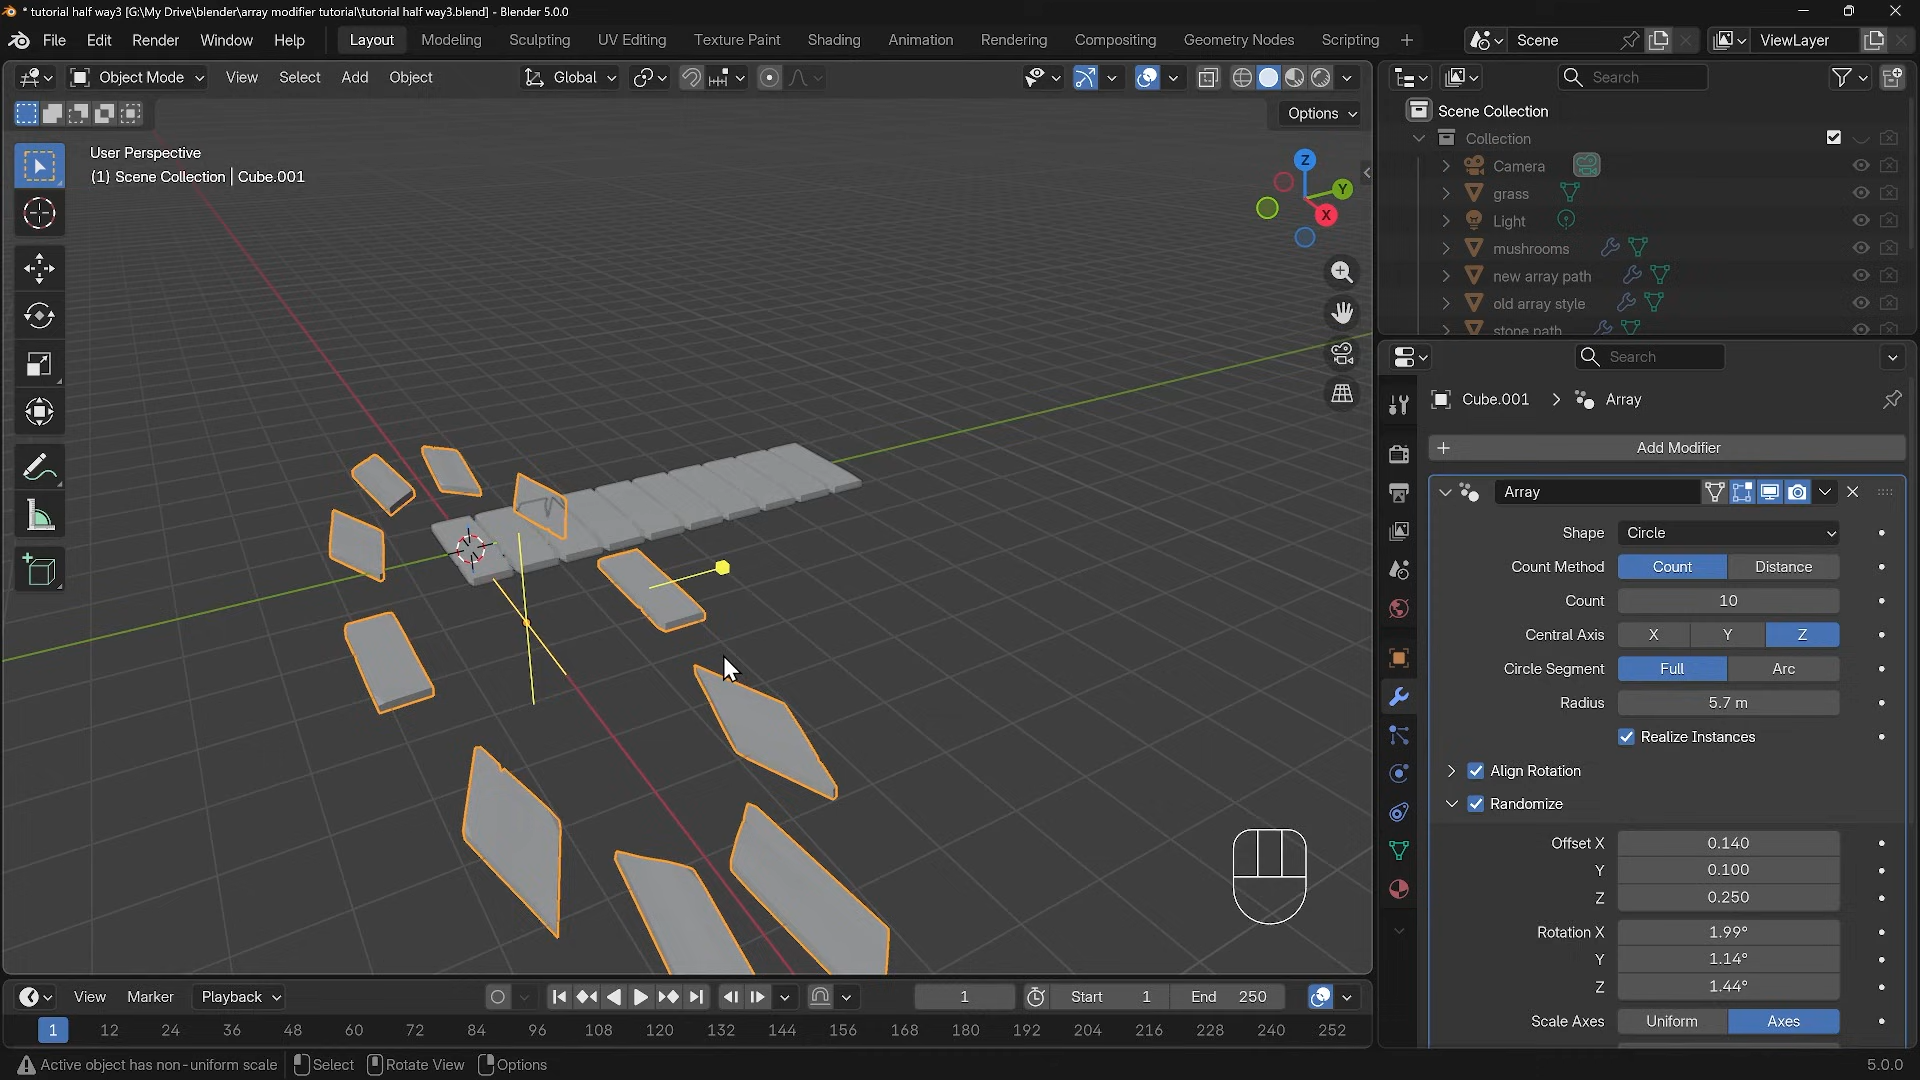 * tutorial half way3 [G:\My Drive\blender\array modifier tutorial\tutorial half way3.blend] - Blender 5.0.0
File Edit Render Window Help Layout Modeling Sculpting UV Editing Texture Paint Shading Animation Rendering Compositing Geometry Nodes Scripting + Scene ViewLayer
Object Mode View Select Add Object Global Search
Options
User Perspective
(1) Scene Collection | Cube.001
Z
Y
X
Scene Collection
Collection
Camera
grass
Light
mushrooms
new array path
old array style
stone path
Search
Cube.001 > Array
+ Add Modifier
Array
Shape Circle
Count Method Count Distance
Count 10
Central Axis X Y Z
Circle Segment Full Arc
Radius 5.7 m
Realize Instances
Align Rotation
Randomize
Offset X 0.140
Y 0.100
Z 0.250
Rotation X 1.99°
Y 1.14°
Z 1.44°
Scale Axes Uniform Axes
View Marker Playback 1 Start 1 End 250
1 12 24 36 48 60 72 84 96 108 120 132 144 156 168 180 192 204 216 228 240 252
Active object has non-uniform scale Select Rotate View Options 5.0.0